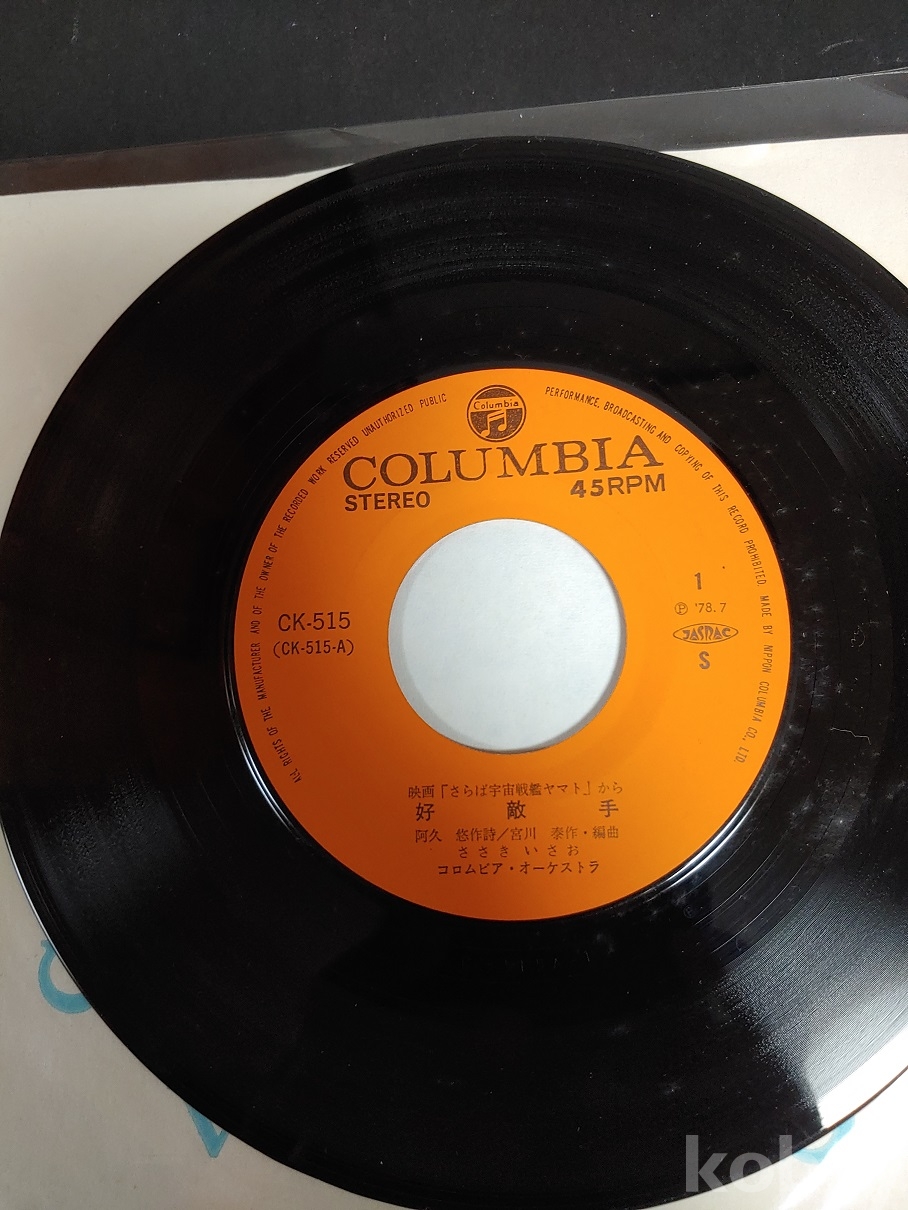 ALL RIGHTS OF THE MANUFACTURER AND OF THE OWNER OF THE RECORDED WORK RESERVED UNAUTHORIZED PUBLIC PERFORMANCE, BROADCASTING AND COPYING OF THIS RECORD PROHIBITED. MADE BY NIPPON COLUMBIA CO., LTD.
Columbia
COLUMBIA
STEREO 45RPM
CK-515
(CK-515-A)
1
Ⓟ '78.7
JASRAC
S
映画『さらば宇宙戦艦ヤマト』から
好 敵 手
阿久 悠作詩/宮川 泰作・編曲
ささきいさお
コロムビア・オーケストラ